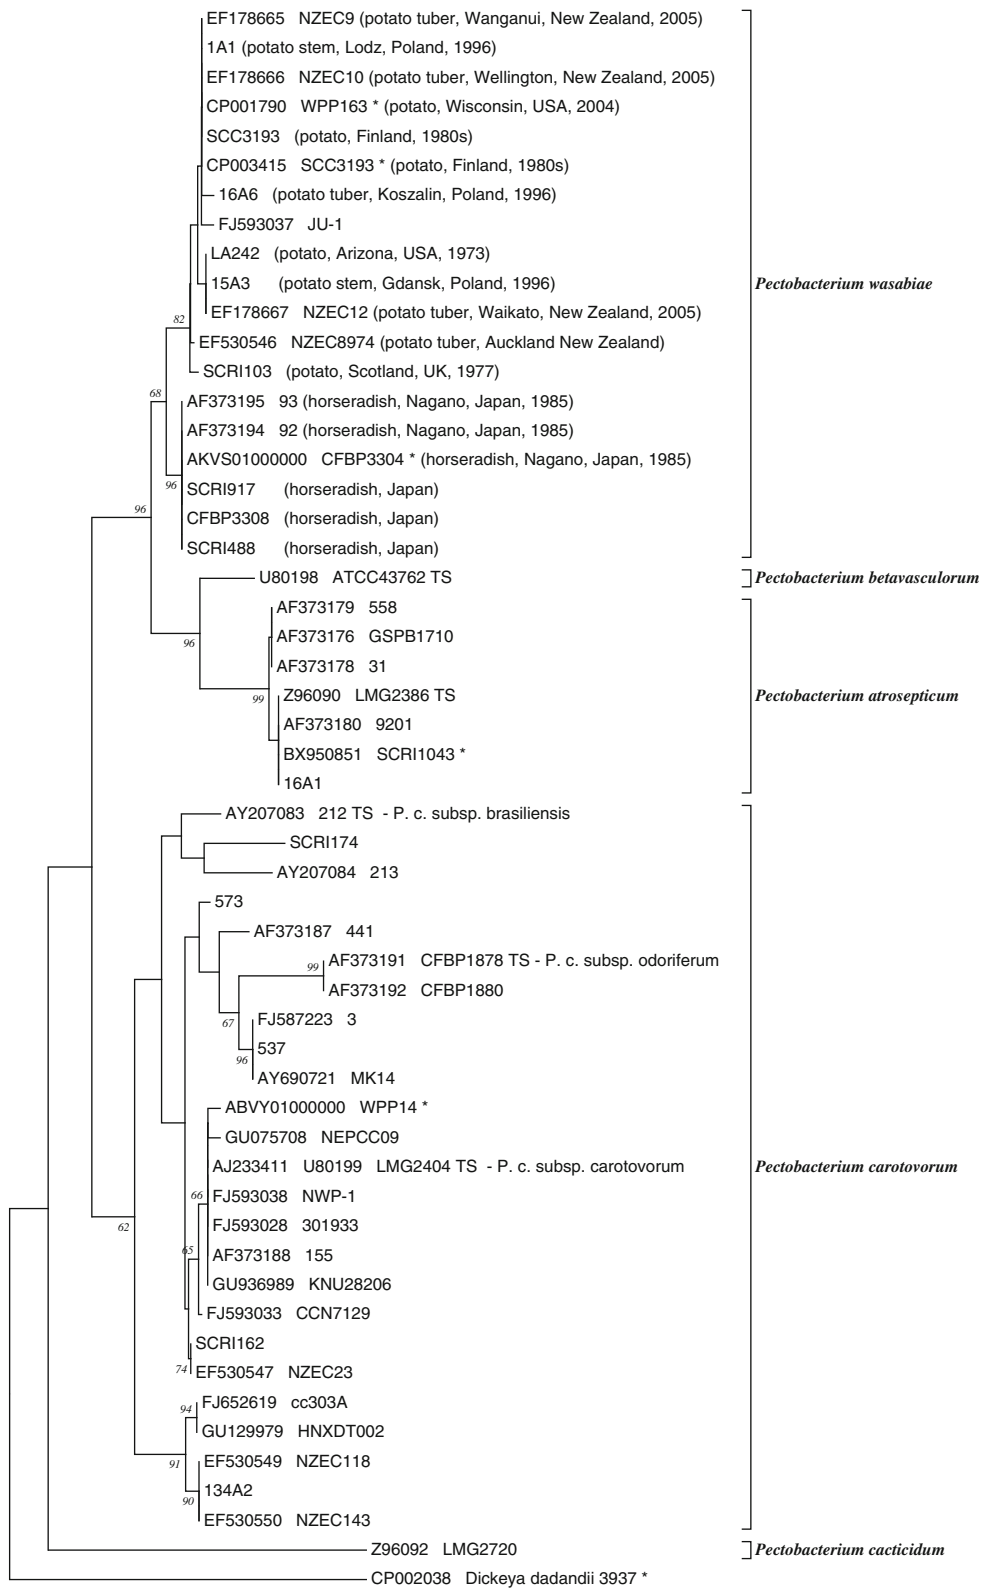 EF178665 NZEC9 (potato tuber, Wanganui, New Zealand, 2005)
1A1 (potato stem, Lodz, Poland, 1996)
EF178666 NZEC10 (potato tuber, Wellington, New Zealand, 2005)
CP001790 WPP163 * (potato, Wisconsin, USA, 2004)
SCC3193 (potato, Finland, 1980s)
CP003415 SCC3193 * (potato, Finland, 1980s)
16A6 (potato tuber, Koszalin, Poland, 1996)
FJ593037 JU-1
LA242 (potato, Arizona, USA, 1973)
15A3 (potato stem, Gdansk, Poland, 1996)
Pectobacterium wasabiae
EF178667 NZEC12 (potato tuber, Waikato, New Zealand, 2005)
82
EF530546 NZEC8974 (potato tuber, Auckland New Zealand)
SCRI103 (potato, Scotland, UK, 1977)
68
AF373195 93 (horseradish, Nagano, Japan, 1985)
AF373194 92 (horseradish, Nagano, Japan, 1985)
AKVS01000000 CFBP3304 * (horseradish, Nagano, Japan, 1985)
96
SCRI917 (horseradish, Japan)
96
CFBP3308 (horseradish, Japan)
SCRI488 (horseradish, Japan)
U80198 ATCC43762 TS
Pectobacterium betavasculorum
AF373179 558
AF373176 GSPB1710
96
AF373178 31
99
Z96090 LMG2386 TS
Pectobacterium atrosepticum
AF373180 9201
BX950851 SCRI1043 *
16A1
AY207083 212 TS - P. c. subsp. brasiliensis
SCRI174
AY207084 213
573
AF373187 441
99
AF373191 CFBP1878 TS - P. c. subsp. odoriferum
AF373192 CFBP1880
67
FJ587223 3
537
96
AY690721 MK14
ABVY01000000 WPP14 *
GU075708 NEPCC09
AJ233411 U80199 LMG2404 TS - P. c. subsp. carotovorum
Pectobacterium carotovorum
66
FJ593038 NWP-1
62
FJ593028 301933
65
AF373188 155
GU936989 KNU28206
FJ593033 CCN7129
SCRI162
74
EF530547 NZEC23
94
FJ652619 cc303A
GU129979 HNXDT002
91
EF530549 NZEC118
134A2
90
EF530550 NZEC143
Z96092 LMG2720
Pectobacterium cacticidum
CP002038 Dickeya dadandii 3937 *